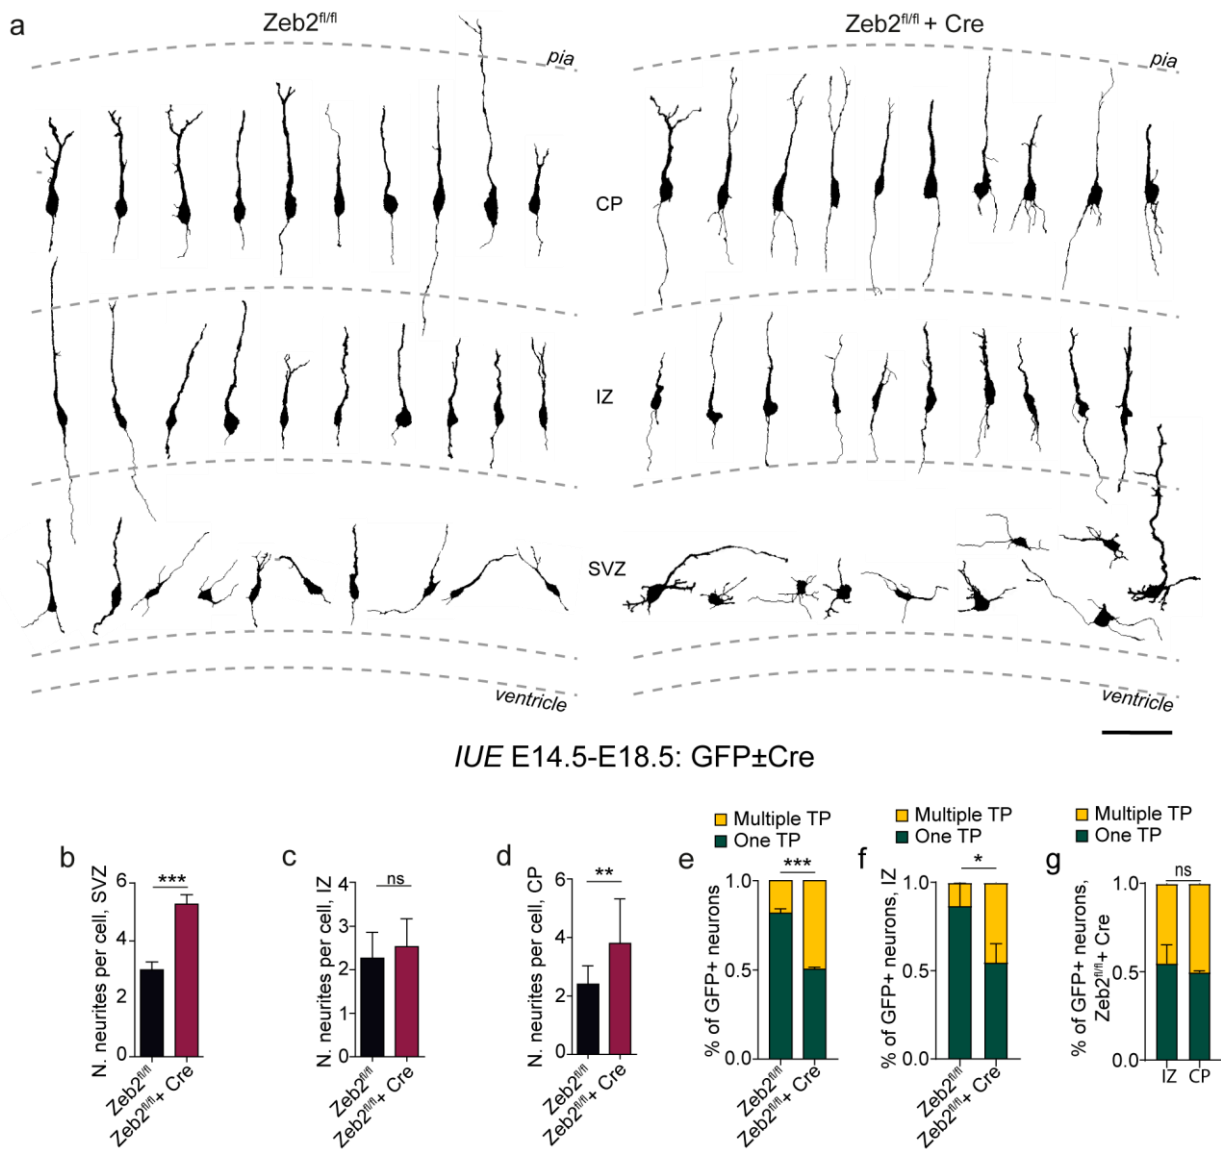 a
Zeb2fl/fl
Zeb2fl/fl + Cre
pia
pia
CP
IZ
SVZ
ventricle
ventricle
IUE E14.5-E18.5: GFP±Cre
b
N. neurites per cell, SVZ
6
4
2
0
***
Zeb2fl/fl
Zeb2fl/fl+ Cre
c
N. neurites per cell, IZ
4
3
2
1
0
ns
Zeb2fl/fl
Zeb2fl/fl+ Cre
d
N. neurites per cell, CP
6
4
2
0
**
Zeb2fl/fl
Zeb2fl/fl+ Cre
e
Multiple TP
One TP
% of GFP+ neurons
1.0
0.5
0.0
***
Zeb2fl/fl
Zeb2fl/fl+ Cre
f
Multiple TP
One TP
% of GFP+ neurons, IZ
1.0
0.5
0.0
*
Zeb2fl/fl
Zeb2fl/fl+ Cre
g
Multiple TP
One TP
% of GFP+ neurons,
Zeb2fl/fl+ Cre
1.0
0.5
0.0
ns
IZ
CP